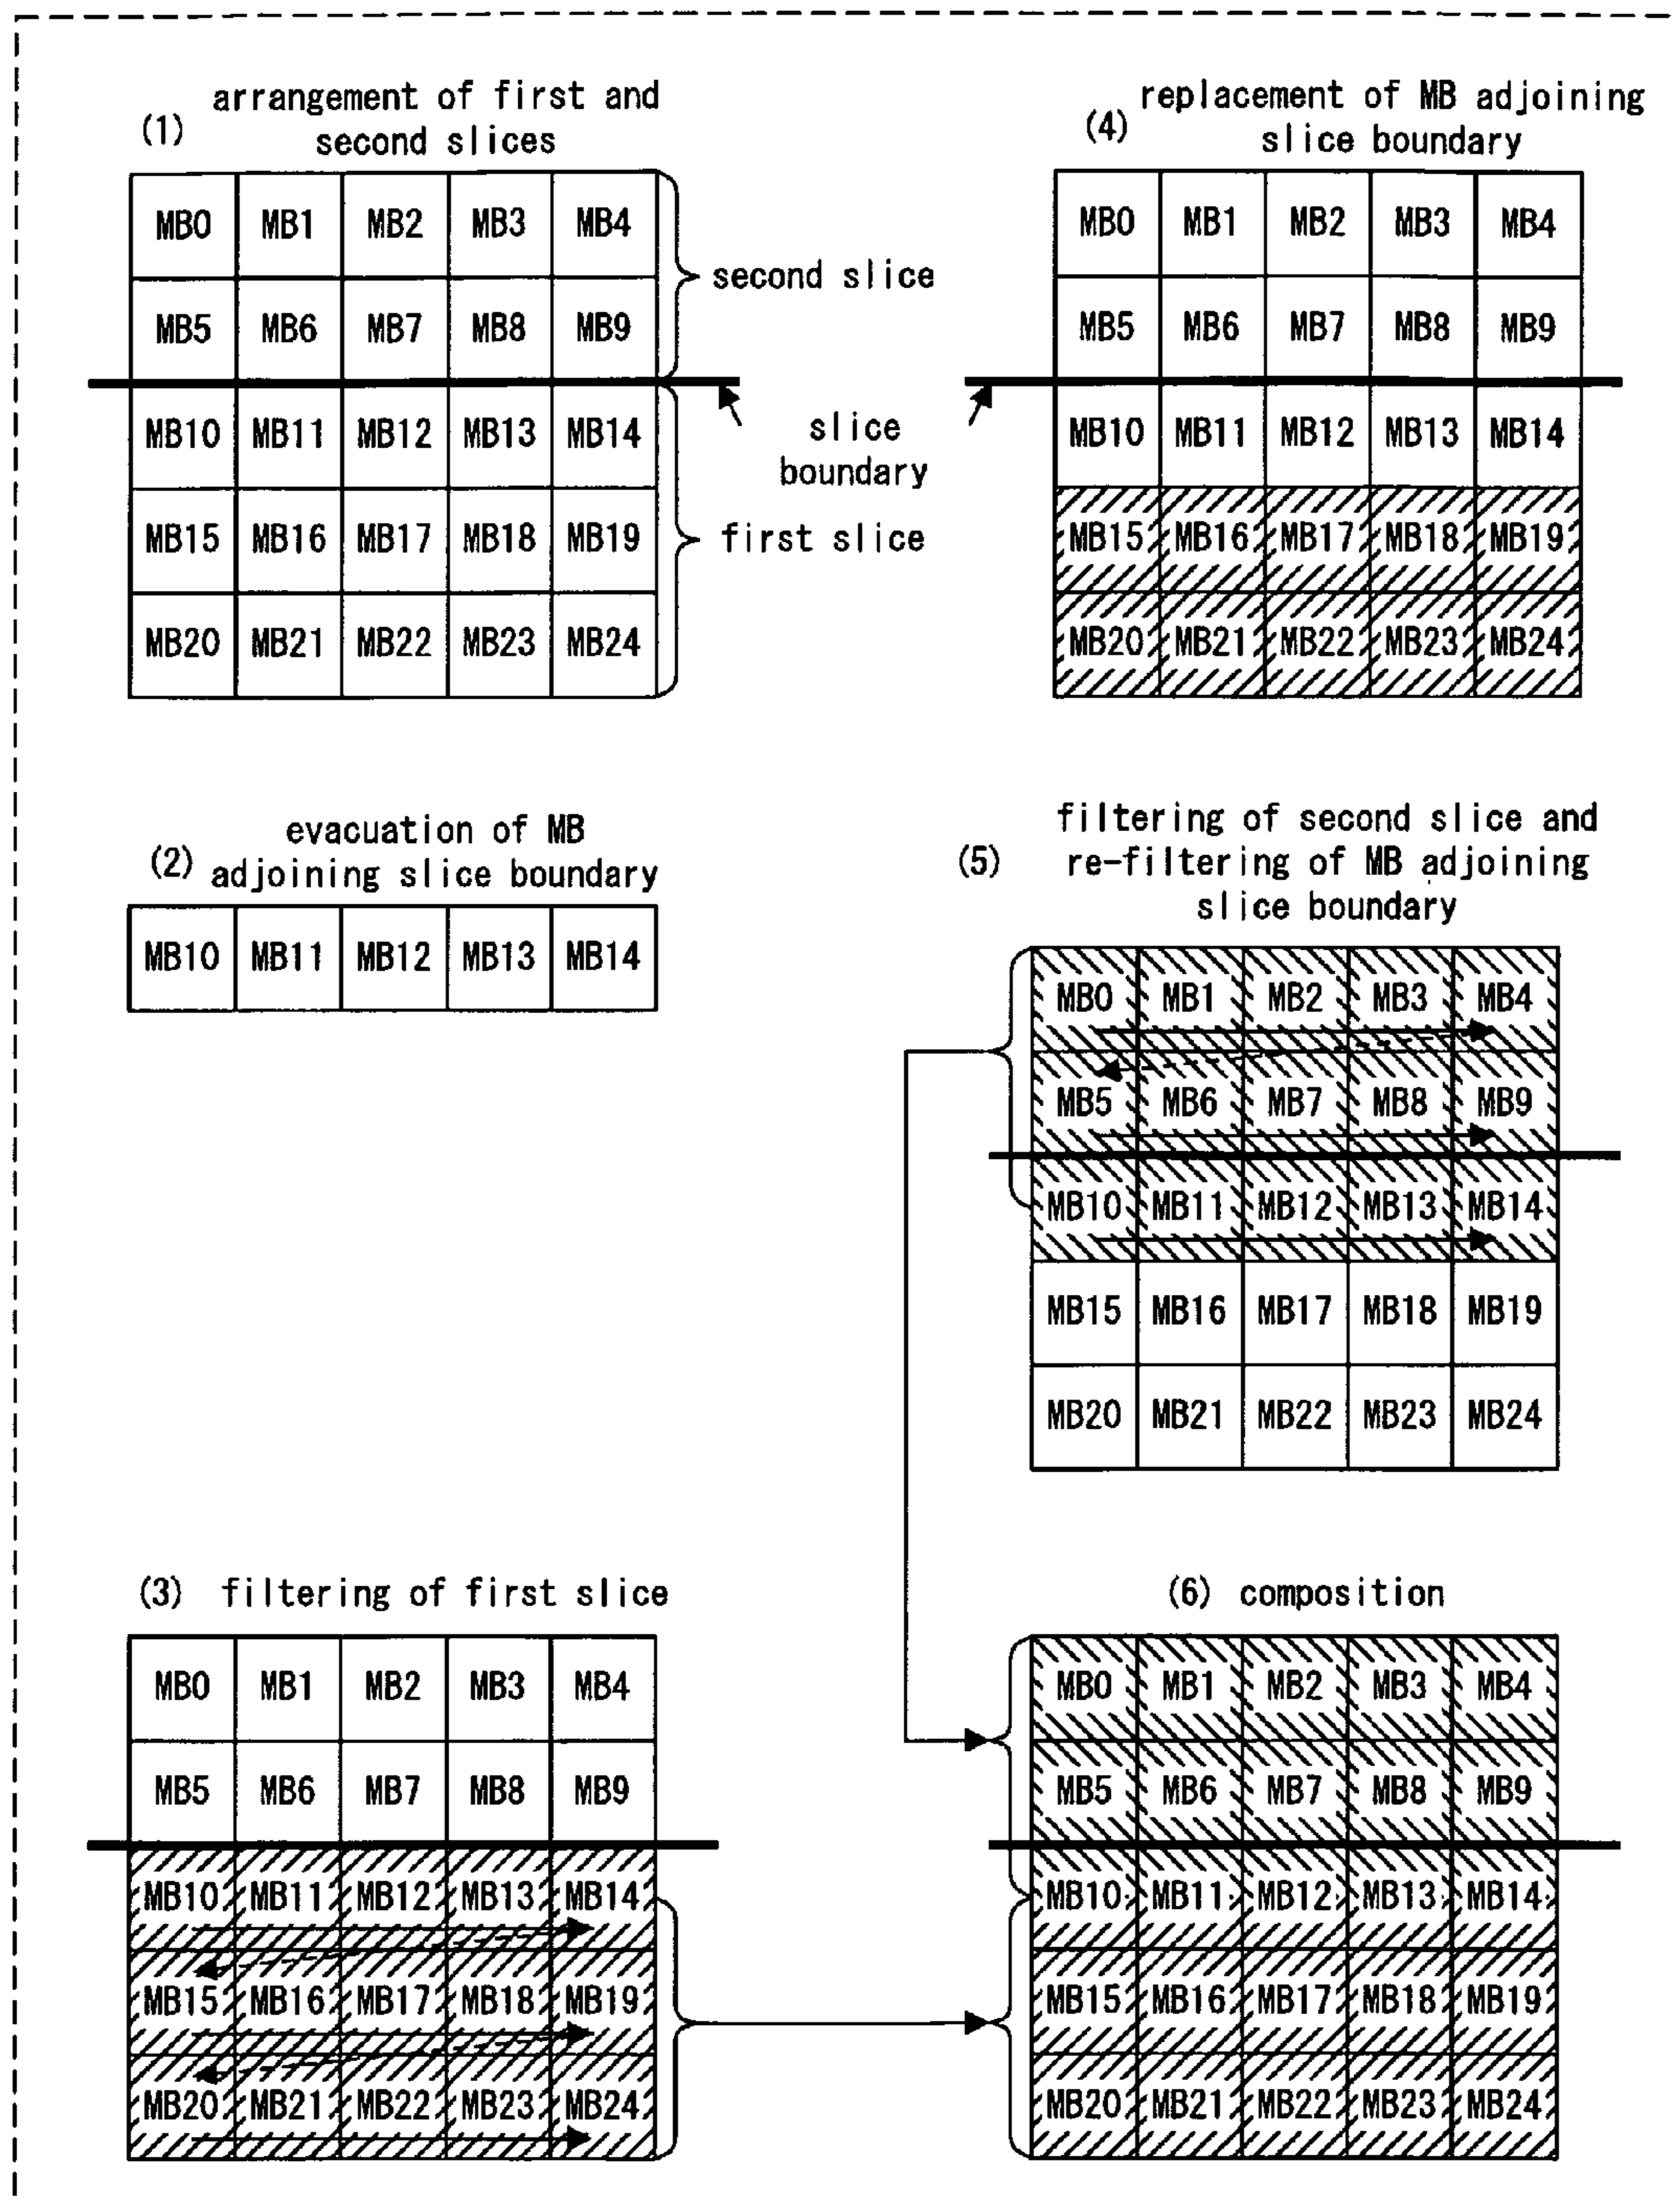 (1) arrangement of first and
second slices
MB0 MB1 MB2 MB3 MB4
MB5 MB6 MB7 MB8 MB9
MB10 MB11 MB12 MB13 MB14
MB15 MB16 MB17 MB18 MB19
MB20 MB21 MB22 MB23 MB24
second slice
slice
boundary
first slice
(2) evacuation of MB
adjoining slice boundary
MB10 MB11 MB12 MB13 MB14
(3) filtering of first slice
MB0 MB1 MB2 MB3 MB4
MB5 MB6 MB7 MB8 MB9
MB10 MB11 MB12 MB13 MB14
MB15 MB16 MB17 MB18 MB19
MB20 MB21 MB22 MB23 MB24
(4) replacement of MB adjoining
slice boundary
MB0 MB1 MB2 MB3 MB4
MB5 MB6 MB7 MB8 MB9
MB10 MB11 MB12 MB13 MB14
MB15 MB16 MB17 MB18 MB19
MB20 MB21 MB22 MB23 MB24
(5) filtering of second slice and
re-filtering of MB adjoining
slice boundary
MB0 MB1 MB2 MB3 MB4
MB5 MB6 MB7 MB8 MB9
MB10 MB11 MB12 MB13 MB14
MB15 MB16 MB17 MB18 MB19
MB20 MB21 MB22 MB23 MB24
(6) composition
MB0 MB1 MB2 MB3 MB4
MB5 MB6 MB7 MB8 MB9
MB10 MB11 MB12 MB13 MB14
MB15 MB16 MB17 MB18 MB19
MB20 MB21 MB22 MB23 MB24